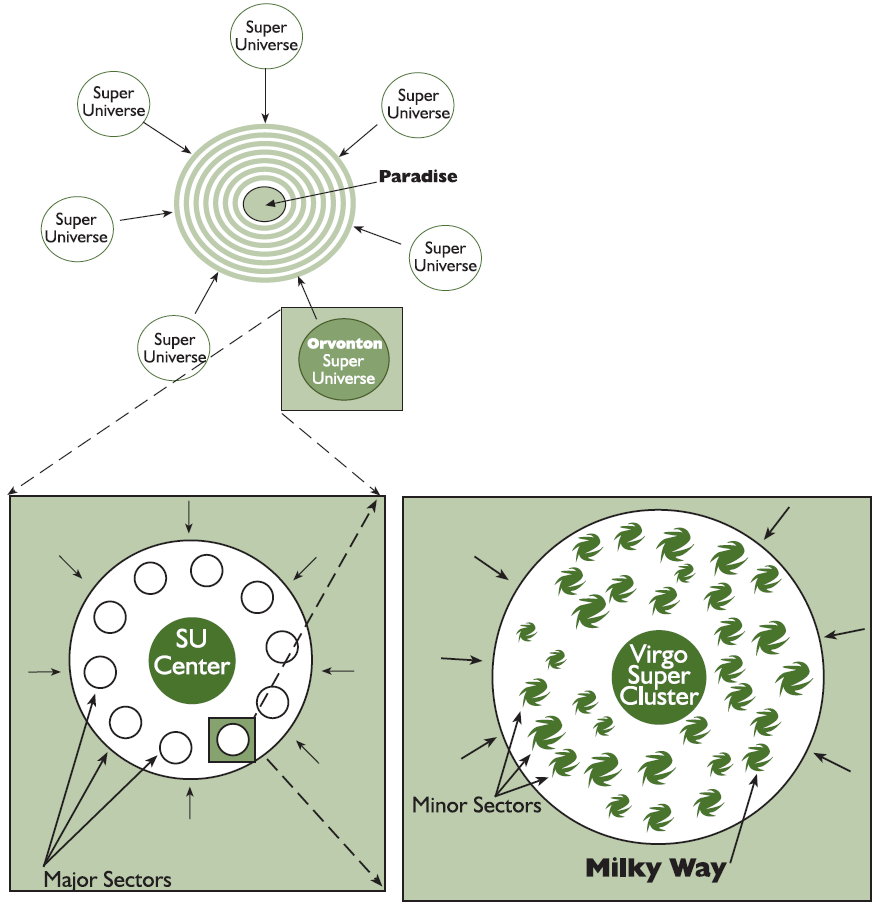 Super
Universe
Super
Universe
Super
Universe
Paradise
Super
Universe
Super
Universe
Super
Universe
Orvonton
Super
Universe
SU
Center
Major Sectors
Virgo
Super
Cluster
Minor Sectors
Milky Way